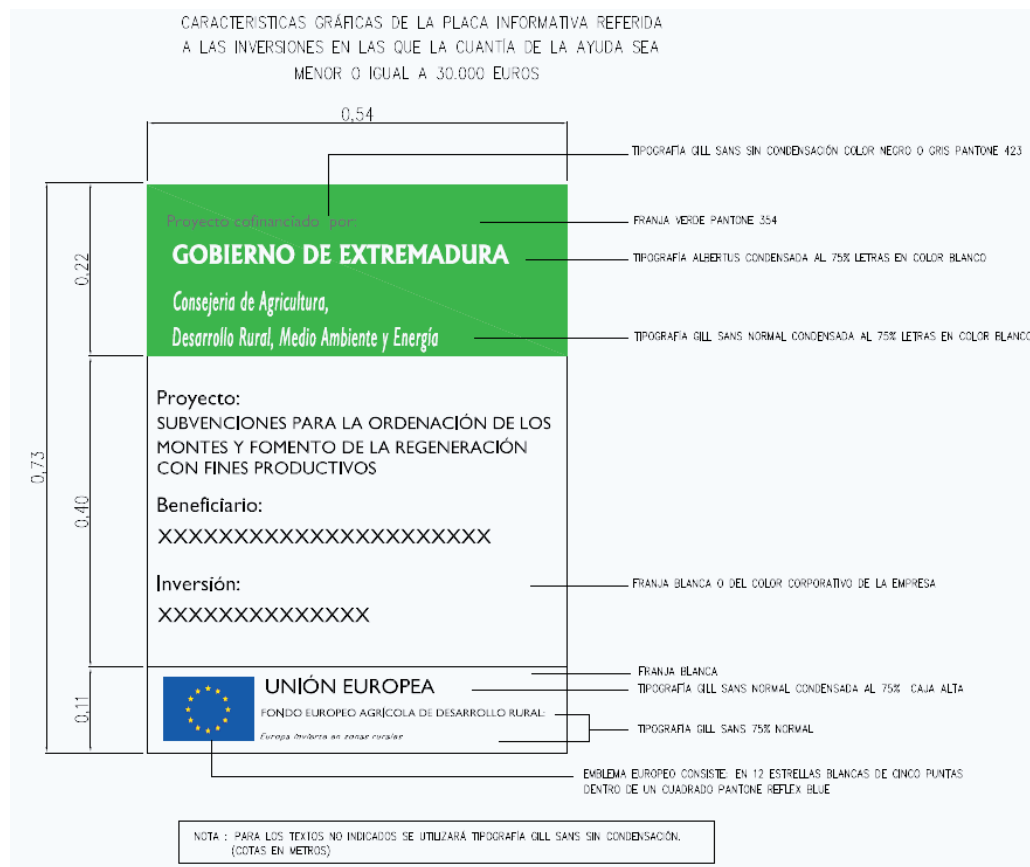 CARACTERISTICAS GRÁFICAS DE LA PLACA INFORMATIVA REFERIDA
A LAS INVERSIONES EN LAS QUE LA CUANTÍA DE LA AYUDA SEA
MENOR O IGUAL A 30.000 EUROS
0,54
TIPOGRAFÍA GILL SANS SIN CONDENSACIÓN COLOR NEGRO O GRIS PANTONE 423
Proyecto cofinanciado por:
FRANJA VERDE PANTONE 354
0,22
GOBIERNO DE EXTREMADURA
TIPOGRAFÍA ALBERTUS CONDENSADA AL 75% LETRAS EN COLOR BLANCO
Consejeria de Agricultura,
Desarrollo Rural, Medio Ambiente y Energía
TIPOGRAFÍA GILL SANS NORMAL CONDENSADA AL 75% LETRAS EN COLOR BLANCO
0,73
0,40
Proyecto:
SUBVENCIONES PARA LA ORDENACIÓN DE LOS
MONTES Y FOMENTO DE LA REGENERACIÓN
CON FINES PRODUCTIVOS
Beneficiario:
XXXXXXXXXXXXXXXXXXXXXX
Inversión:
FRANJA BLANCA O DEL COLOR CORPORATIVO DE LA EMPRESA
XXXXXXXXXXXXXX
0,11
FRANJA BLANCA
UNIÓN EUROPEA
TIPOGRAFÍA GILL SANS NORMAL CONDENSADA AL 75% CAJA ALTA
FONDO EUROPEO AGRÍCOLA DE DESARROLLO RURAL:
TIPOGRAFÍA GILL SANS 75% NORMAL
Europa invierte en zonas rurales
EMBLEMA EUROPEO CONSISTE: EN 12 ESTRELLAS BLANCAS DE CINCO PUNTAS
DENTRO DE UN CUADRADO PANTONE REFLEX BLUE
NOTA : PARA LOS TEXTOS NO INDICADOS SE UTILIZARÁ TIPOGRAFÍA GILL SANS SIN CONDENSACIÓN.
(COTAS EN METROS)